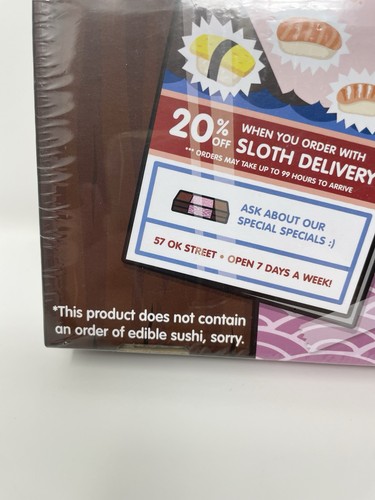 20% OFF WHEN YOU ORDER WITH
SLOTH DELIVERY
*** ORDERS MAY TAKE UP TO 99 HOURS TO ARRIVE
ASK ABOUT OUR
SPECIAL SPECIALS :)
57 OK STREET • OPEN 7 DAYS A WEEK!
*This product does not contain
an order of edible sushi, sorry.